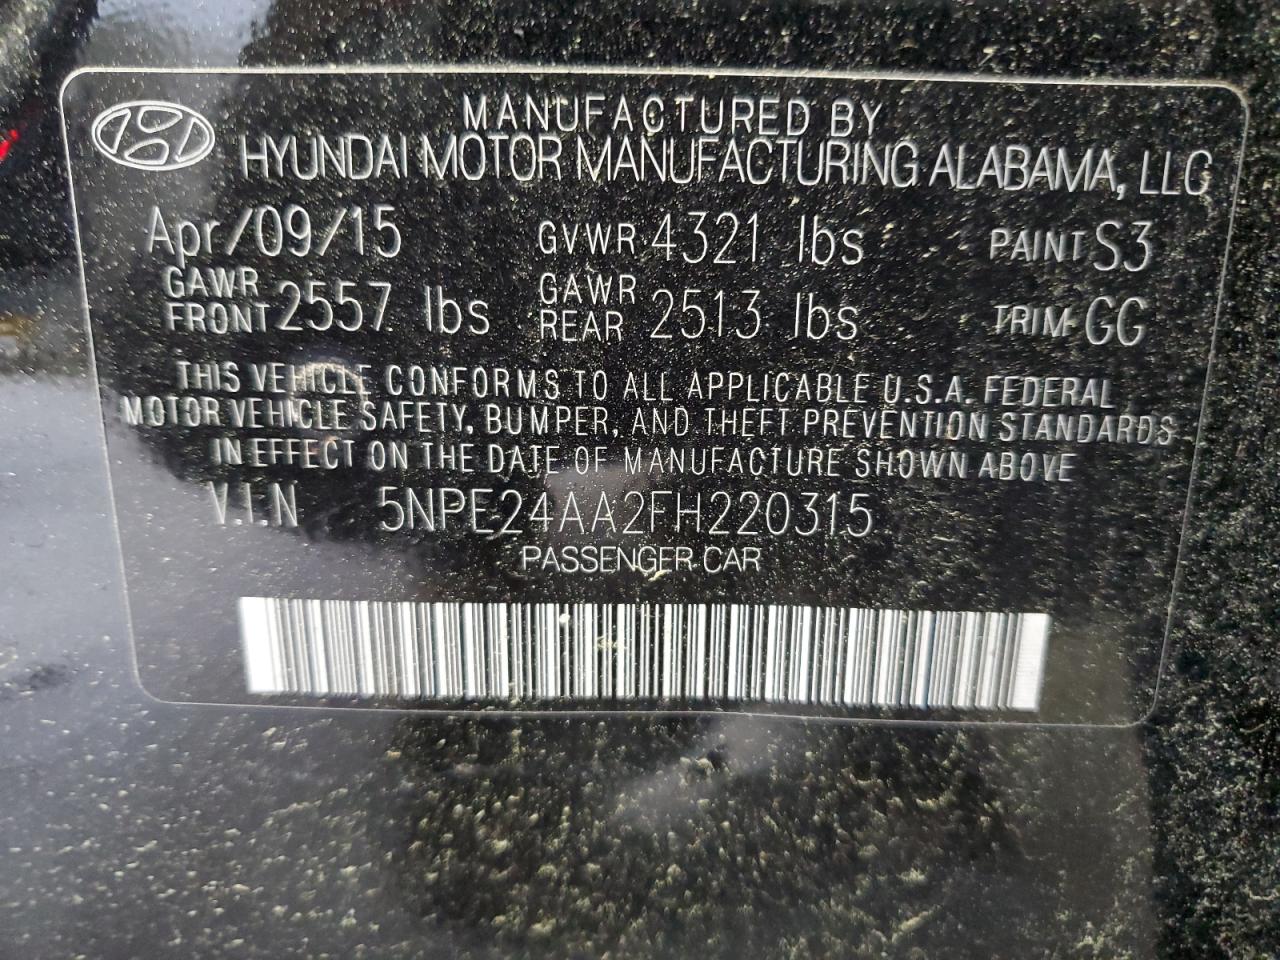 MANUFACTURED BY
HYUNDAI MOTOR MANUFACTURING ALABAMA, LLC
Apr/09/15 GVWR 4321 lbs PAINT S3
GAWR FRONT 2557 lbs GAWR REAR 2513 lbs TRIM GG
THIS VEHICLE CONFORMS TO ALL APPLICABLE U.S.A. FEDERAL
MOTOR VEHICLE SAFETY, BUMPER, AND THEFT PREVENTION STANDARDS
IN EFFECT ON THE DATE OF MANUFACTURE SHOWN ABOVE
V.I.N 5NPE24AA2FH220315
PASSENGER CAR